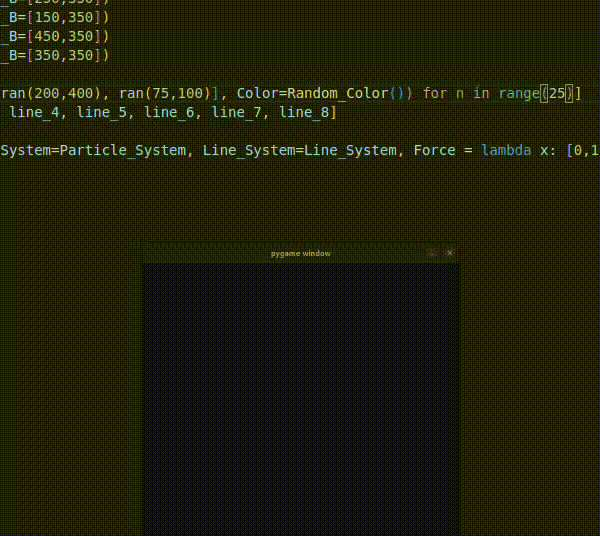 _B=[250,350])
_B=[150,350])
_B=[450,350])
_B=[350,350])
ran(200,400), ran(75,100)], Color=Random_Color()) for n in range(25)]
line_4, line_5, line_6, line_7, line_8]
System=Particle_System, Line_System=Line_System, Force = lambda x: [0,1
pygame window